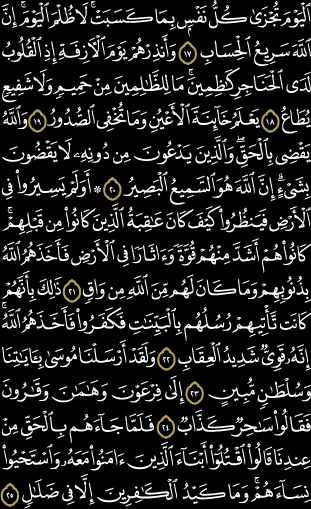 ٱلۡيَوۡمَ تُجۡزَىٰ كُلُّ نَفۡسِۭ بِمَا كَسَبَتۡۚ لَا ظُلۡمَ ٱلۡيَوۡمَۚ إِنَّ
ٱللَّهَ سَرِيعُ ٱلۡحِسَابِ ١٧ وَأَنذِرۡهُمۡ يَوۡمَ ٱلۡأٓزِفَةِ إِذِ ٱلۡقُلُوبُ
لَدَى ٱلۡحَنَاجِرِ كَٰظِمِينَۚ مَا لِلظَّٰلِمِينَ مِنۡ حَمِيمٖ وَلَا شَفِيعٖ
يُطَاعُ ١٨ يَعۡلَمُ خَآئِنَةَ ٱلۡأَعۡيُنِ وَمَا تُخۡفِي ٱلصُّدُورُ ١٩ وَٱللَّهُ
يَقۡضِي بِٱلۡحَقِّۖ وَٱلَّذِينَ يَدۡعُونَ مِن دُونِهِۦ لَا يَقۡضُونَ
بِشَيۡءٍۗ إِنَّ ٱللَّهَ هُوَ ٱلسَّمِيعُ ٱلۡبَصِيرُ ٢٠ ۞ أَوَلَمۡ يَسِيرُواْ فِي
ٱلۡأَرۡضِ فَيَنظُرُواْ كَيۡفَ كَانَ عَٰقِبَةُ ٱلَّذِينَ كَانُواْ مِن قَبۡلِهِمۡۚ
كَانُواْ هُمۡ أَشَدَّ مِنۡهُمۡ قُوَّةٗ وَءَاثَارٗا فِي ٱلۡأَرۡضِ فَأَخَذَهُمُ ٱللَّهُ
بِذُنُوبِهِمۡ وَمَا كَانَ لَهُم مِّنَ ٱللَّهِ مِن وَاقٖ ٢١ ذَٰلِكَ بِأَنَّهُمۡ
كَانَت تَّأۡتِيهِمۡ رُسُلُهُم بِٱلۡبَيِّنَٰتِ فَكَفَرُواْ فَأَخَذَهُمُ ٱللَّهُۚ
إِنَّهُۥ قَوِيّٞ شَدِيدُ ٱلۡعِقَابِ ٢٢ وَلَقَدۡ أَرۡسَلۡنَا مُوسَىٰ بِـَٔايَٰتِنَا
وَسُلۡطَٰنٖ مُّبِينٍ ٢٣ إِلَىٰ فِرۡعَوۡنَ وَهَٰمَٰنَ وَقَٰرُونَ
فَقَالُواْ سَٰحِرٞ كَذَّابٞ ٢٤ فَلَمَّا جَآءَهُم بِٱلۡحَقِّ مِنۡ
عِندِنَا قَالُواْ ٱقۡتُلُوٓاْ أَبۡنَآءَ ٱلَّذِينَ ءَامَنُواْ مَعَهُۥ وَٱسۡتَحۡيُواْ
نِسَآءَهُمۡۚ وَمَا كَيۡدُ ٱلۡكَٰفِرِينَ إِلَّا فِي ضَلَٰلٖ ٢٥